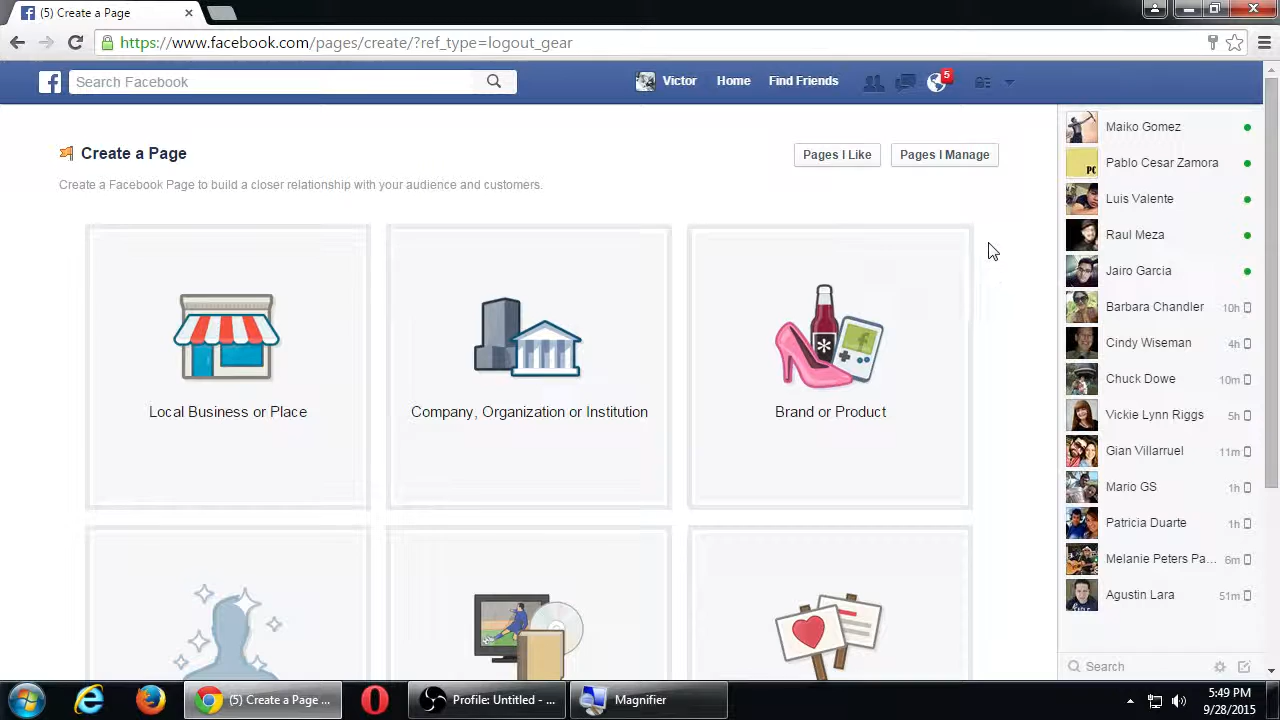 (5) Create a Page
https://www.facebook.com/pages/create/?ref_type=logout_gear
Search Facebook
Victor
Home
Find Friends
5
Create a Page
Pages I Like
Pages I Manage
Create a Facebook Page to build a closer relationship with your audience and customers.
Local Business or Place
Company, Organization or Institution
Brand or Product
Maiko Gomez
PC
Pablo Cesar Zamora
Luis Valente
Raul Meza
Jairo Garcia
Barbara Chandler 10h
Cindy Wiseman 4h
Chuck Dowe 10m
Vickie Lynn Riggs 5h
Gian Villarruel 11m
Mario GS 1h
Patricia Duarte 1h
Melanie Peters Pa... 6m
Agustin Lara 51m
Search
(5) Create a Page ...
Profile: Untitled - ...
Magnifier
5:49 PM
9/28/2015